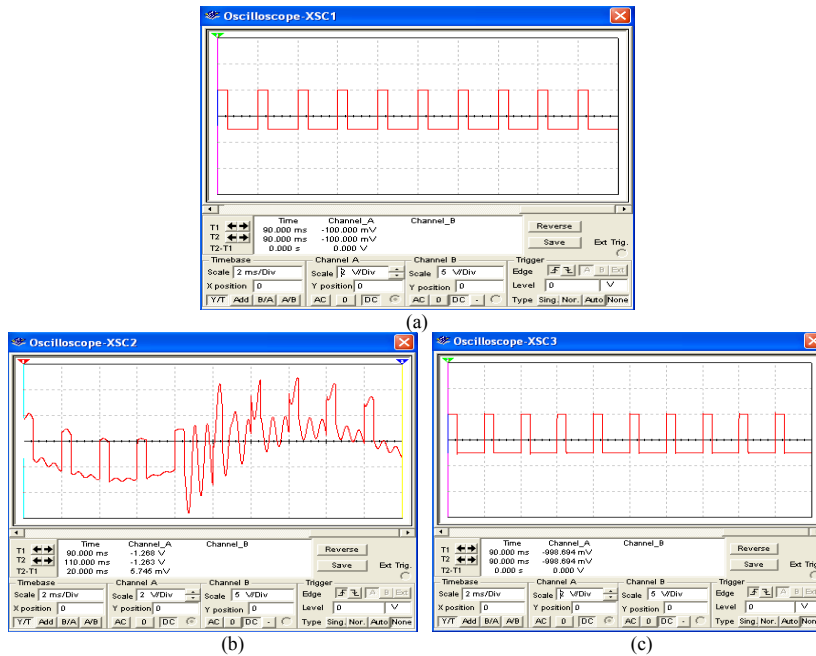 Oscilloscope-XSC1
Time Channel_A Channel_B
T1 90.000 ms -100.000 mV
T2 90.000 ms -100.000 mV
T2-T1 0.000 s 0.000 V
Reverse
Save
Ext Trig.
Timebase Channel A Channel B Trigger
Scale 2 ms/Div Scale 2 V/Div Scale 5 V/Div Edge A B Ext
X position 0 Y position 0 Y position 0 Level 0 V
Y/T Add B/A A/B AC 0 DC AC 0 DC - Type Sing. Nor. Auto None
(a)
Oscilloscope-XSC2
Time Channel_A Channel_B
T1 90.000 ms -1.268 V
T2 110.000 ms -1.263 V
T2-T1 20.000 ms 5.746 mV
Reverse
Save
Ext Trig.
Timebase Channel A Channel B Trigger
Scale 2 ms/Div Scale 2 V/Div Scale 5 V/Div Edge A B Ext
X position 0 Y position 0 Y position 0 Level 0 V
Y/T Add B/A A/B AC 0 DC AC 0 DC - Type Sing. Nor. Auto None
(b)
Oscilloscope-XSC3
Time Channel_A Channel_B
T1 90.000 ms -998.694 mV
T2 90.000 ms -998.694 mV
T2-T1 0.000 s 0.000 V
Reverse
Save
Ext Trig.
Timebase Channel A Channel B Trigger
Scale 2 ms/Div Scale 2 V/Div Scale 5 V/Div Edge A B Ext
X position 0 Y position 0 Y position 0 Level 0 V
Y/T Add B/A A/B AC 0 DC AC 0 DC - Type Sing. Nor. Auto None
(c)